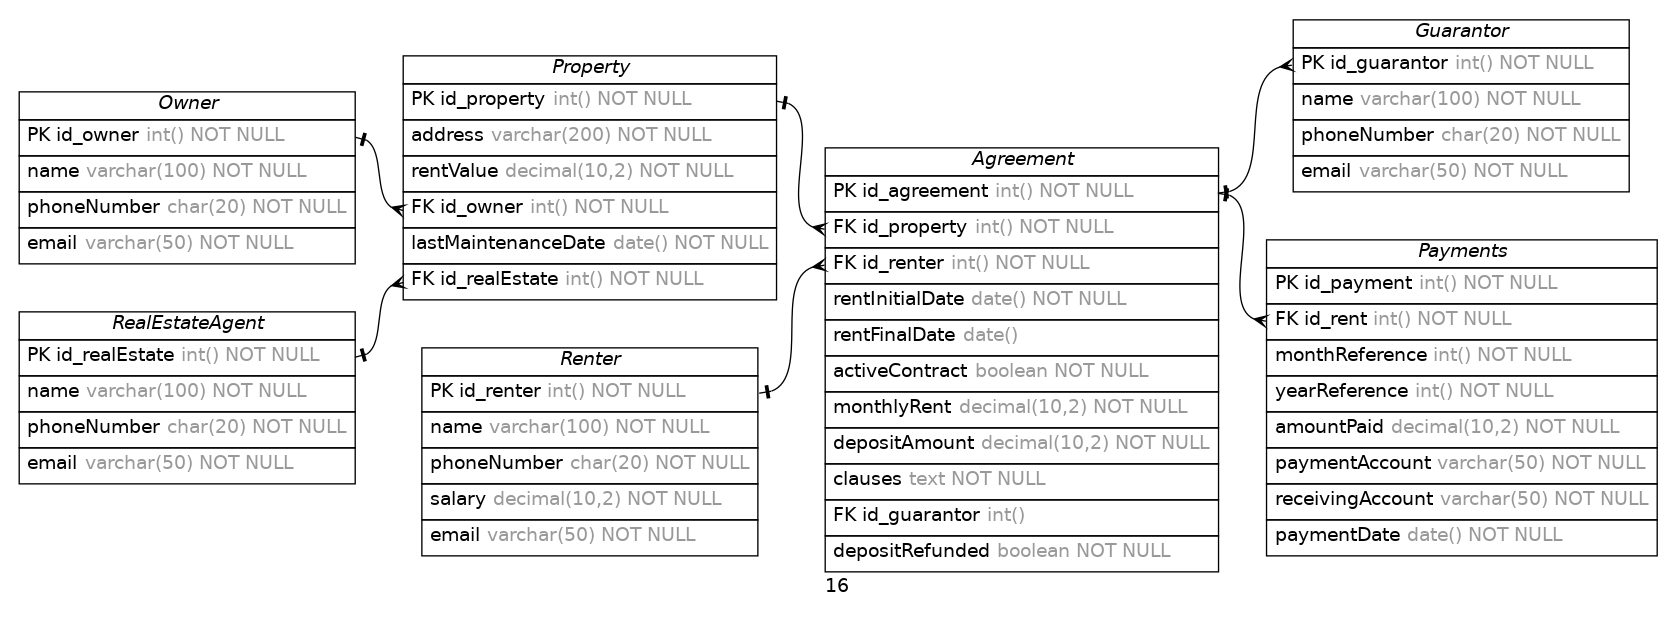 Owner
PK id_owner int() NOT NULL
name varchar(100) NOT NULL
phoneNumber char(20) NOT NULL
email varchar(50) NOT NULL
RealEstateAgent
PK id_realEstate int() NOT NULL
name varchar(100) NOT NULL
phoneNumber char(20) NOT NULL
email varchar(50) NOT NULL
Property
PK id_property int() NOT NULL
address varchar(200) NOT NULL
rentValue decimal(10,2) NOT NULL
FK id_owner int() NOT NULL
lastMaintenanceDate date() NOT NULL
FK id_realEstate int() NOT NULL
Renter
PK id_renter int() NOT NULL
name varchar(100) NOT NULL
phoneNumber char(20) NOT NULL
salary decimal(10,2) NOT NULL
email varchar(50) NOT NULL
Agreement
PK id_agreement int() NOT NULL
FK id_property int() NOT NULL
FK id_renter int() NOT NULL
rentInitialDate date() NOT NULL
rentFinalDate date()
activeContract boolean NOT NULL
monthlyRent decimal(10,2) NOT NULL
depositAmount decimal(10,2) NOT NULL
clauses text NOT NULL
FK id_guarantor int()
depositRefunded boolean NOT NULL
16
Guarantor
PK id_guarantor int() NOT NULL
name varchar(100) NOT NULL
phoneNumber char(20) NOT NULL
email varchar(50) NOT NULL
Payments
PK id_payment int() NOT NULL
FK id_rent int() NOT NULL
monthReference int() NOT NULL
yearReference int() NOT NULL
amountPaid decimal(10,2) NOT NULL
paymentAccount varchar(50) NOT NULL
receivingAccount varchar(50) NOT NULL
paymentDate date() NOT NULL